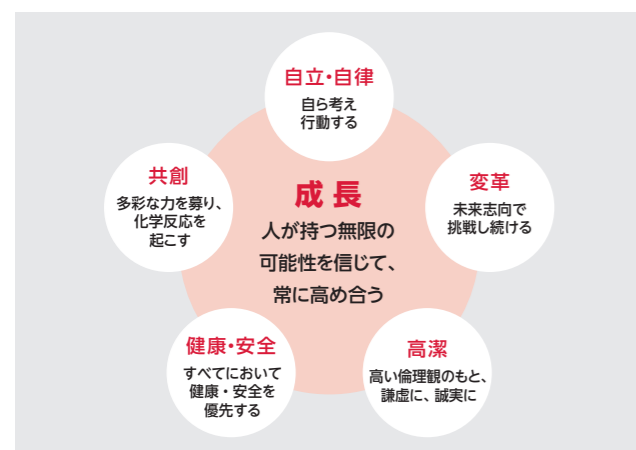 自立・自律
自ら考え
行動する
共創
多彩な力を募り、
化学反応を
起こす
成長
人が持つ無限の
可能性を信じて、
常に高め合う
変革
未来志向で
挑戦し続ける
健康・安全
すべてにおいて
健康・安全を
優先する
高潔
高い倫理観のもと、
謙虚に、誠実に